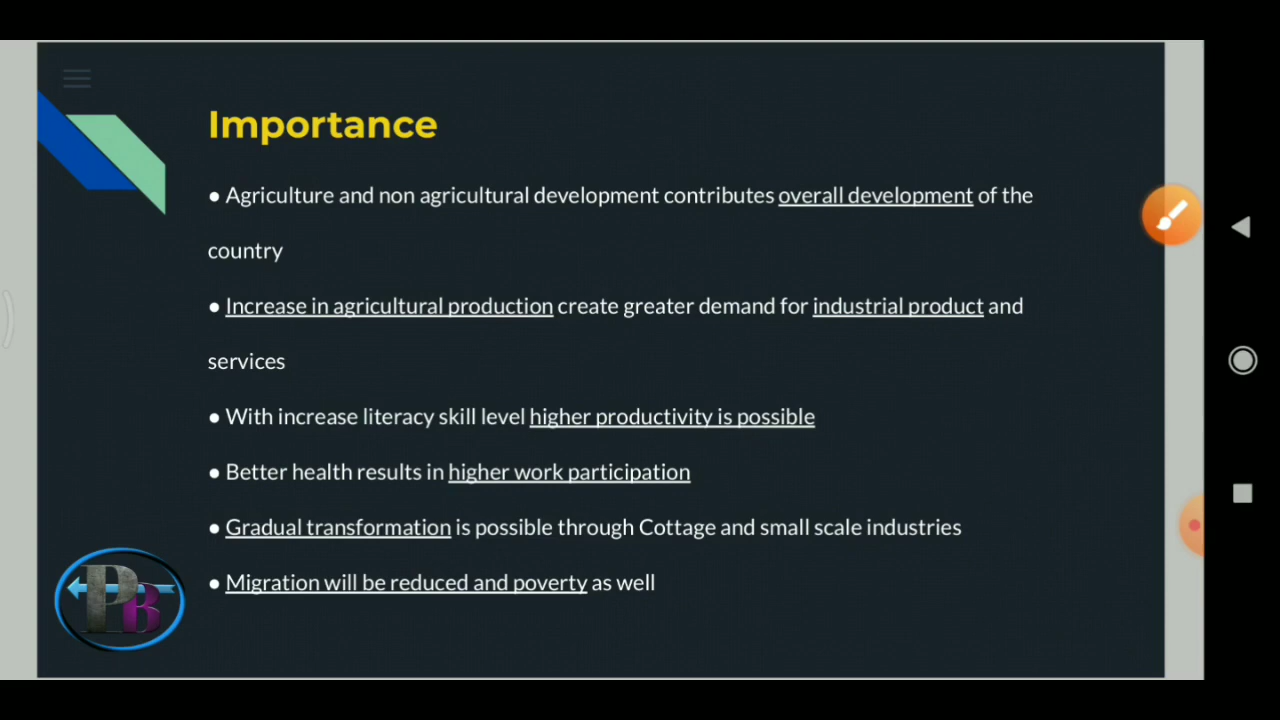 Importance
● Agriculture and non agricultural development contributes overall development of the
country
● Increase in agricultural production create greater demand for industrial product and
services
● With increase literacy skill level higher productivity is possible
● Better health results in higher work participation
● Gradual transformation is possible through Cottage and small scale industries
● Migration will be reduced and poverty as well
PB